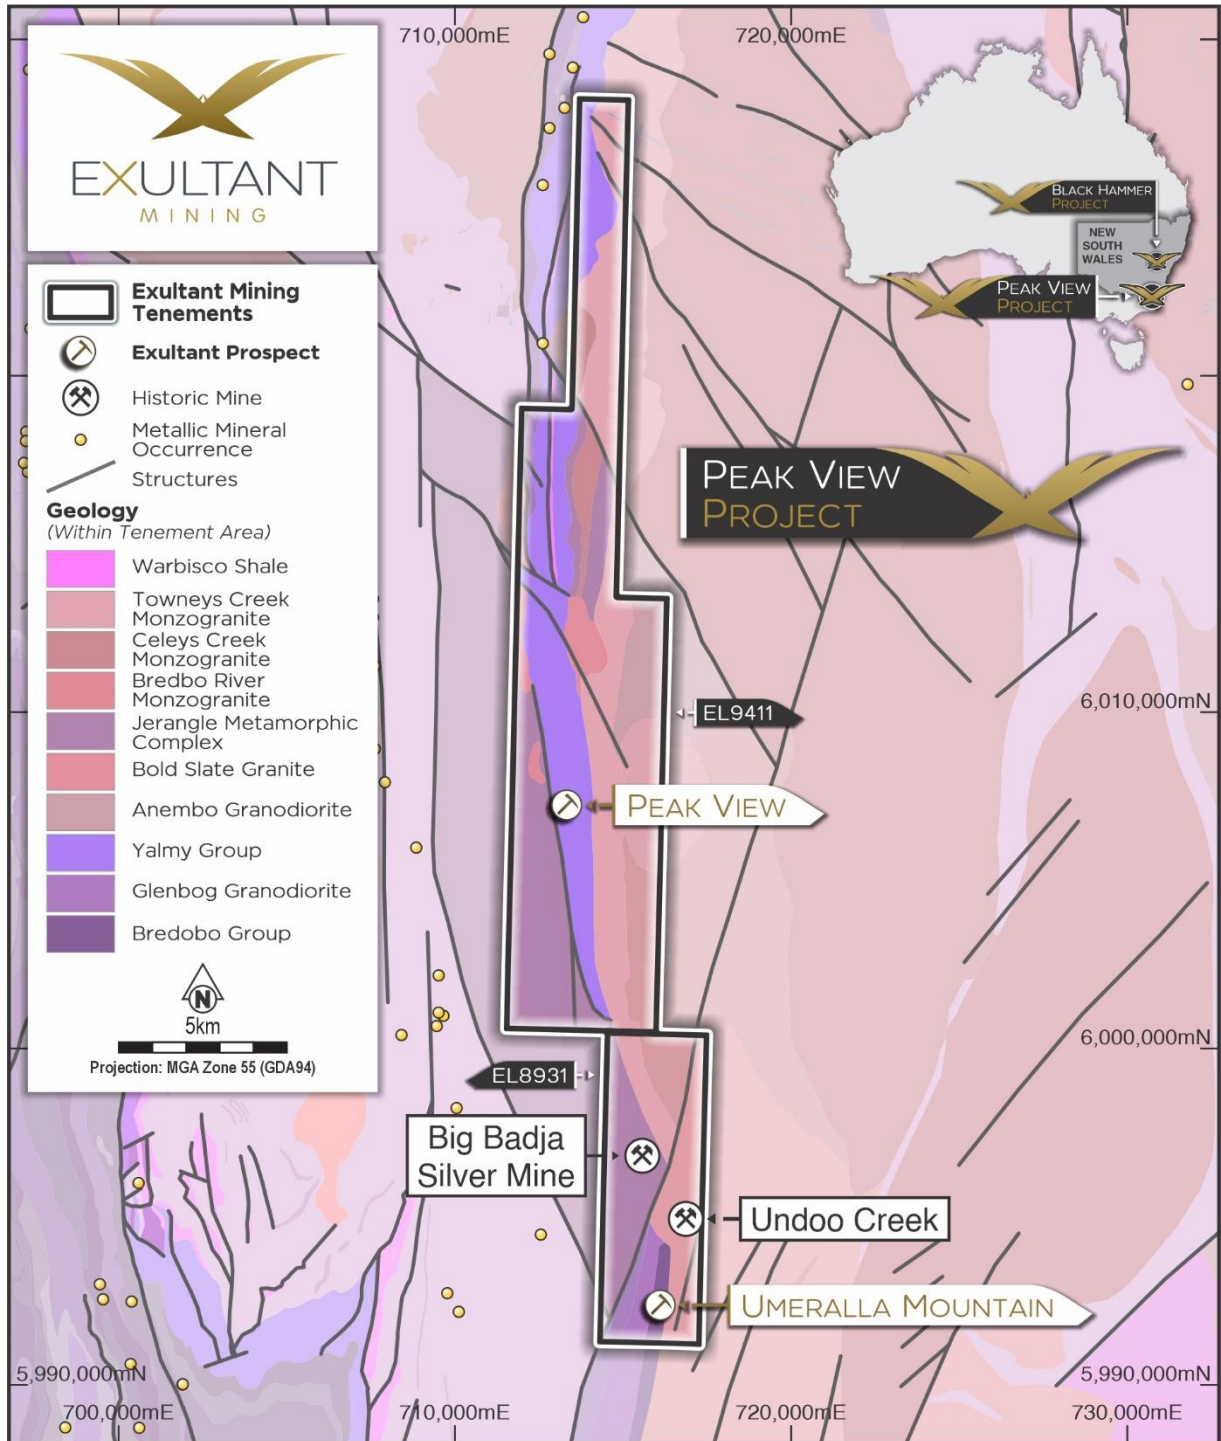 710,000mE
720,000mE
EXULTANT
MINING
Exultant Mining
Tenements
Exultant Prospect
Historic Mine
Metallic Mineral
Occurrence
Structures
Geology
(Within Tenement Area)
Warbisco Shale
Towneys Creek
Monzogranite
Celeys Creek
Monzogranite
Bredbo River
Monzogranite
Jerangle Metamorphic
Complex
Bold Slate Granite
Anembo Granodiorite
Yalmy Group
Glenbog Granodiorite
Bredobo Group
N
5km
Projection: MGA Zone 55 (GDA94)
BLACK HAMMER
PROJECT
NEW
SOUTH
WALES
PEAK VIEW
PROJECT
PEAK VIEW
PROJECT
6,010,000mN
EL9411
PEAK VIEW
6,000,000mN
EL8931
Big Badja
Silver Mine
Undoo Creek
UMERALLA MOUNTAIN
5,990,000mN
5,990,000mN
700,000mE
710,000mE
720,000mE
730,000mE